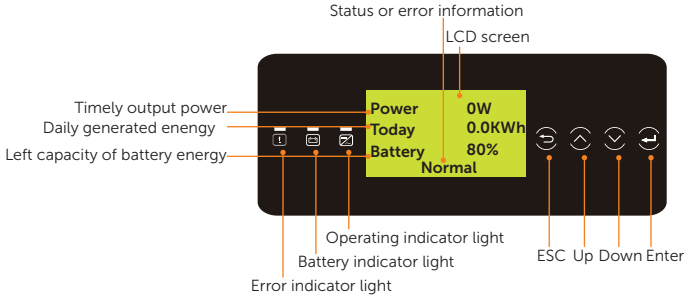 Status or error information
LCD screen
Timely output power
Daily generated enengy
Left capacity of battery energy
Power 0W
Today 0.0KWh
Battery 80%
Normal
Operating indicator light
Battery indicator light
Error indicator light
ESC Up Down Enter